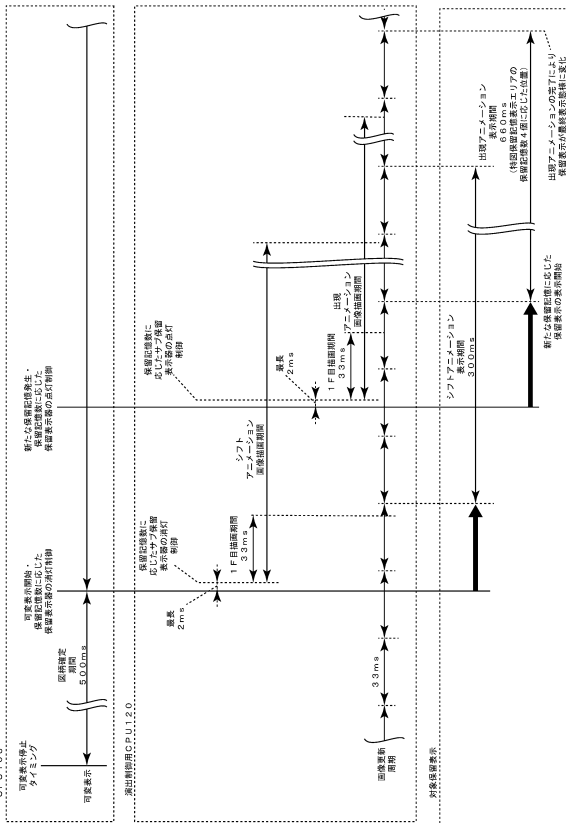 可変表示停止
タイミング
可変表示
図柄確定
期間
500ms
可変表示開始・
保留記憶数に応じた
保留表示器の消灯制御
新たな保留記憶発生・
保留記憶数に応じた
保留表示器の点灯制御
演出制御用CPU120
画像更新
周期
33ms
最長
2ms
保留記憶数に
応じたサブ保留
表示器の消灯
制御
1F目描画期間
33ms
シフト
アニメーション
画像描画期間
最長
2ms
保留記憶数に
応じたサブ保留
表示器の点灯
制御
1F目描画期間
33ms
出現
アニメーション
画像描画期間
対象保留表示
シフトアニメーション
表示期間
300ms
新たな保留記憶に応じた
保留表示の表示開始
出現アニメーション
表示期間
660ms
(特図保留記憶表示エリアの
保留記憶数4個に応じた位置)
出現アニメーションの完了により
保留表示が最終表示態様に変化